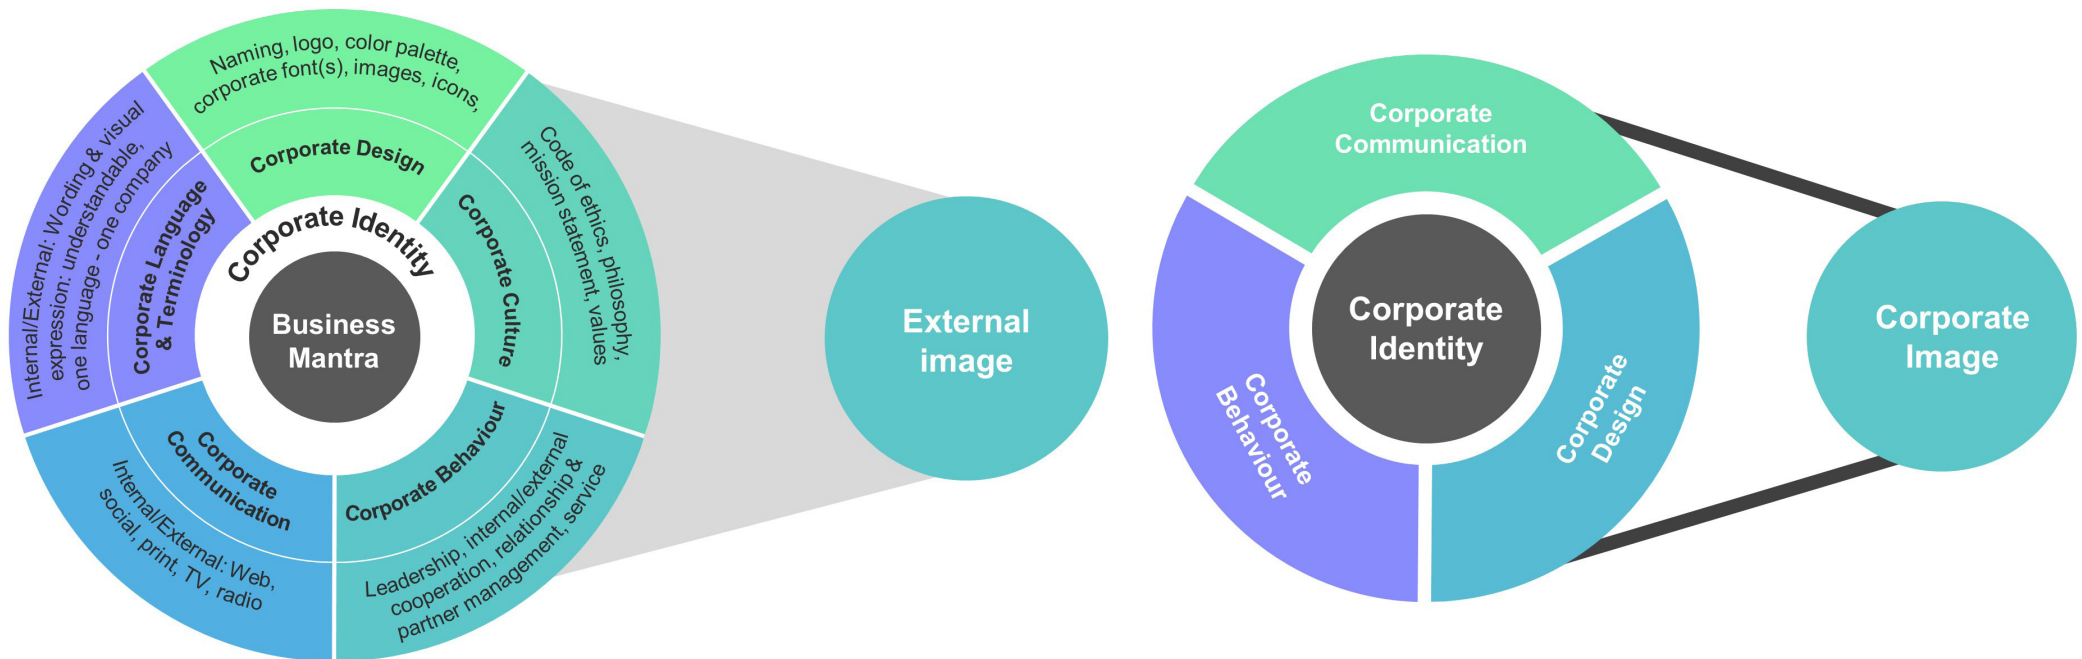 Naming, logo, color palette,
corporate font(s), images, icons,
Corporate Design
Code of ethics, philosophy,
mission statement, values
Corporate Culture
Leadership, internal/external
cooperation, relationship &
partner management, service
Corporate Behaviour
Internal/External: Web,
social, print, TV, radio
Corporate
Communication
Internal/External: Wording & visual
expression: understandable,
one language - one company
Corporate Language
& Terminology
Corporate Identity
Business
Mantra
External
image
Corporate
Communication
Corporate
Design
Corporate
Behaviour
Corporate
Identity
Corporate
Image